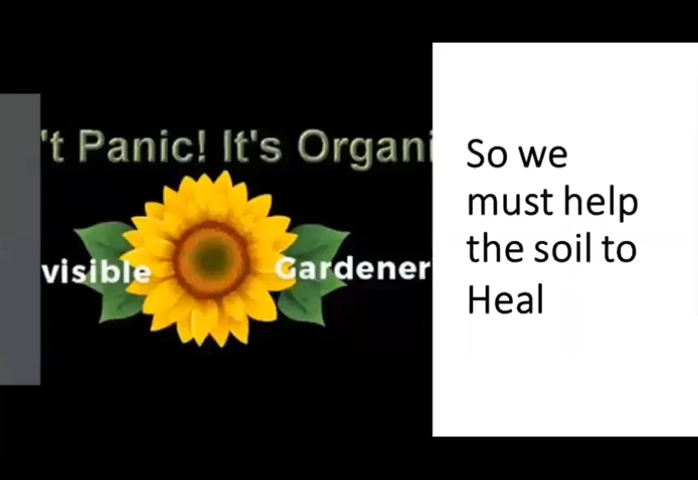 't Panic! It's Organi
visible Gardener
So we
must help
the soil to
Heal